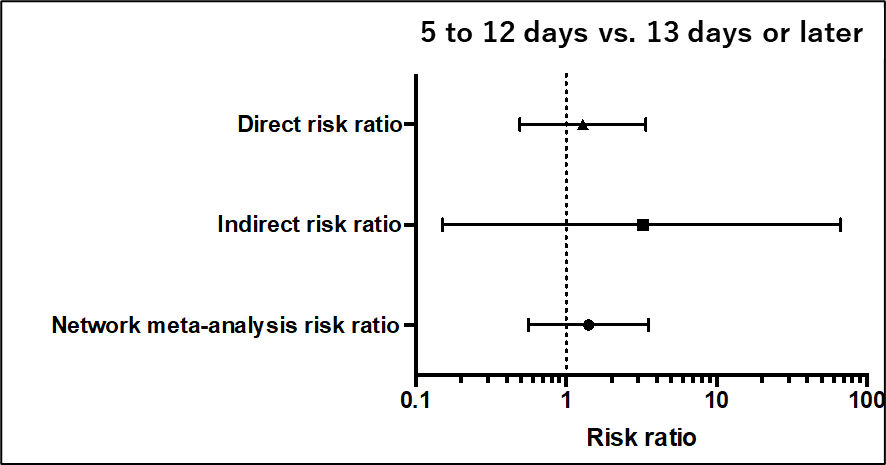 5 to 12 days vs. 13 days or later
Direct risk ratio
Indirect risk ratio
Network meta-analysis risk ratio
0.1 1 10 100
Risk ratio